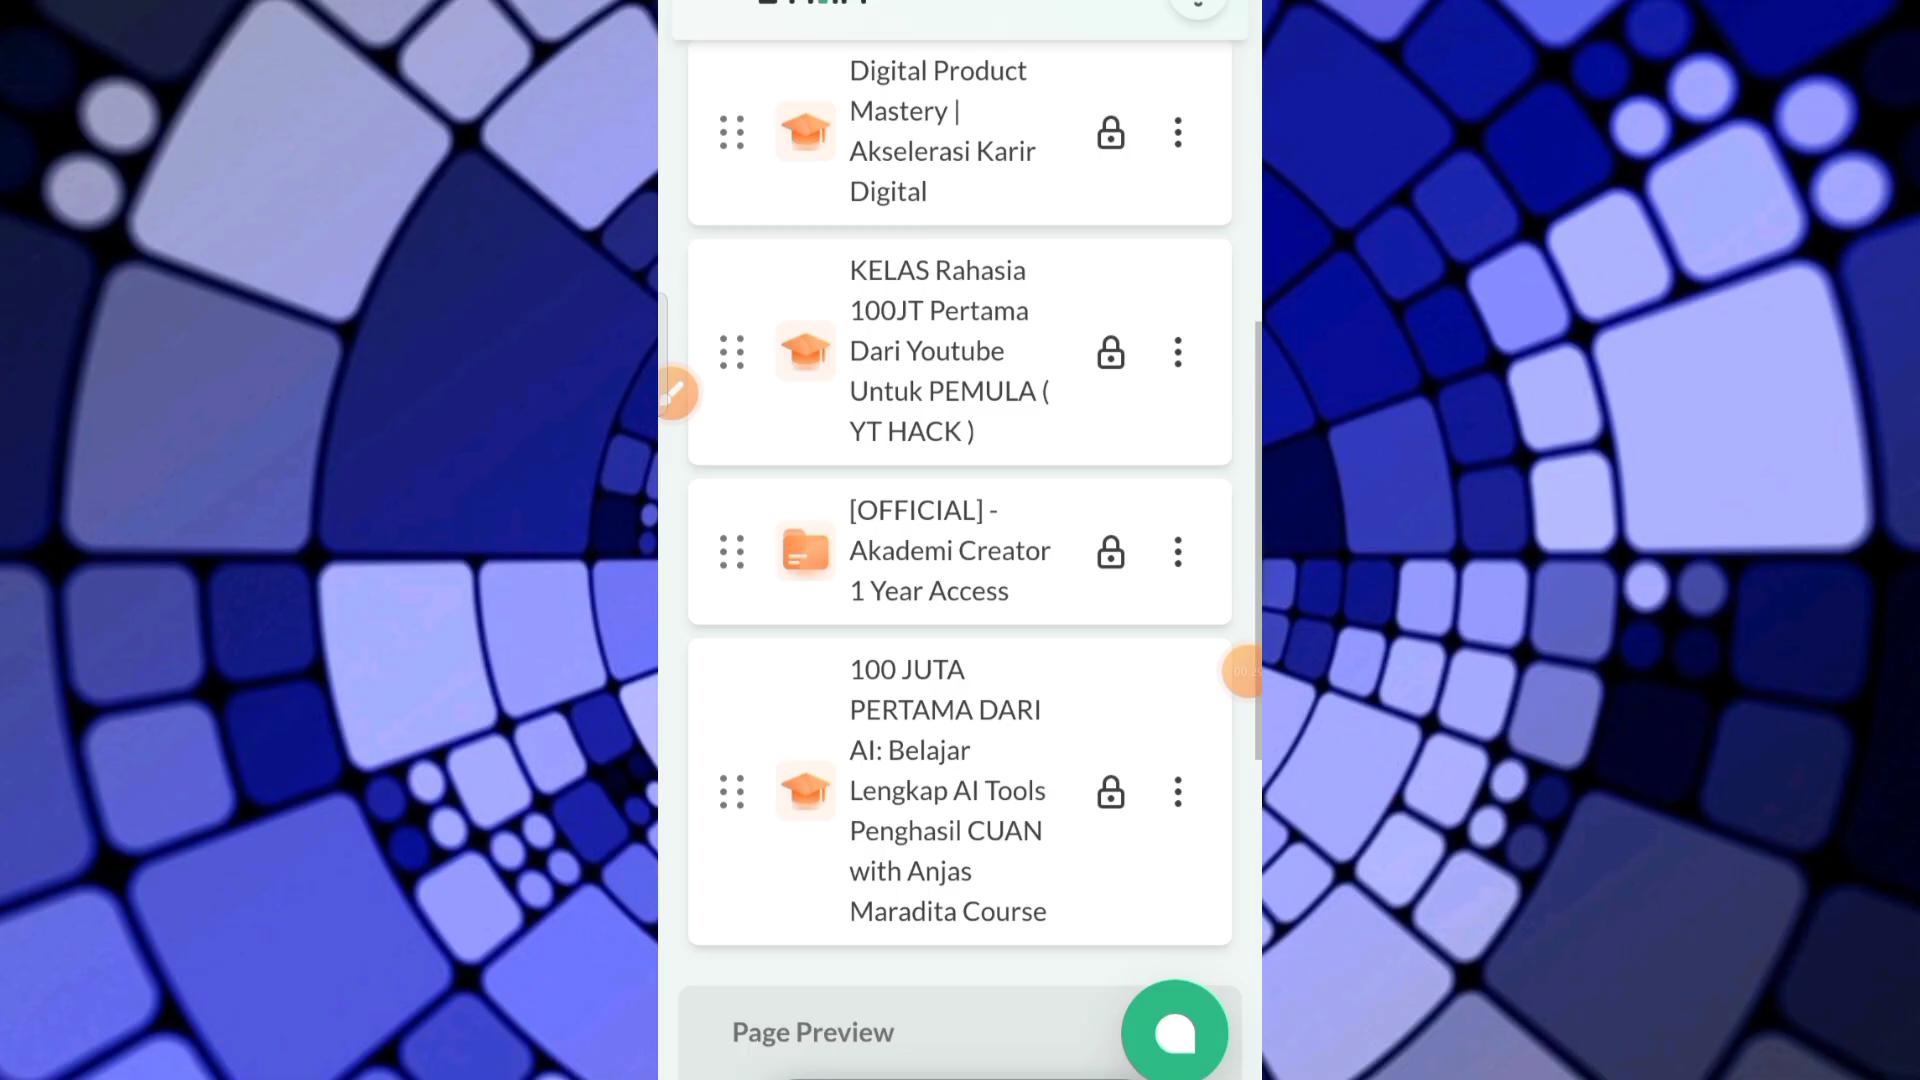 Digital Product
Mastery |
Akselerasi Karir
Digital
KELAS Rahasia
100JT Pertama
Dari Youtube
Untuk PEMULA (
YT HACK )
[OFFICIAL] -
Akademi Creator
1 Year Access
100 JUTA
PERTAMA DARI
AI: Belajar
Lengkap AI Tools
Penghasil CUAN
with Anjas
Maradita Course
Page Preview